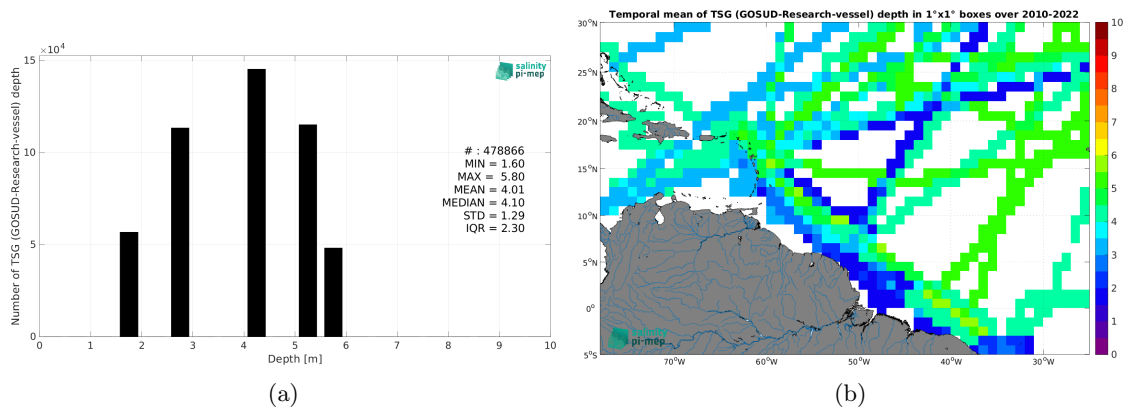 Number of TSG (GOSUD-Research-vessel) depth
×10⁴
15
10
5
0
0 1 2 3 4 5 6 7 8 9 10
Depth [m]
salinity
pi-mep
# : 478866
MIN = 1.60
MAX = 5.80
MEAN = 4.01
MEDIAN = 4.10
STD = 1.29
IQR = 2.30
(a)
Temporal mean of TSG (GOSUD-Research-vessel) depth in 1°x1° boxes over 2010-2022
30°N
25°N
20°N
15°N
10°N
5°N
0°
5°S
70°W 60°W 50°W 40°W 30°W
salinity
pi-mep
10
9
8
7
6
5
4
3
2
1
0
(b)